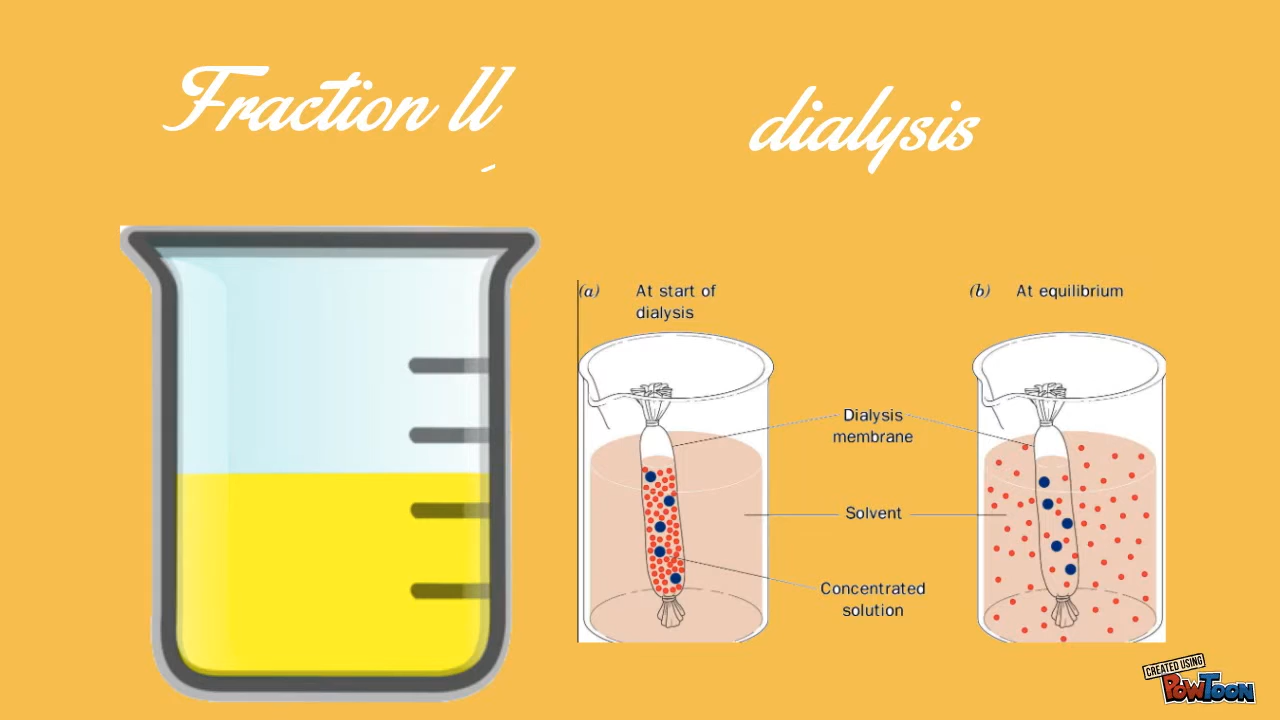 Fraction ll
dialysis
(a) At start of
dialysis
(b) At equilibrium
Dialysis
membrane
Solvent
Concentrated
solution
CREATED USING
POWTOON